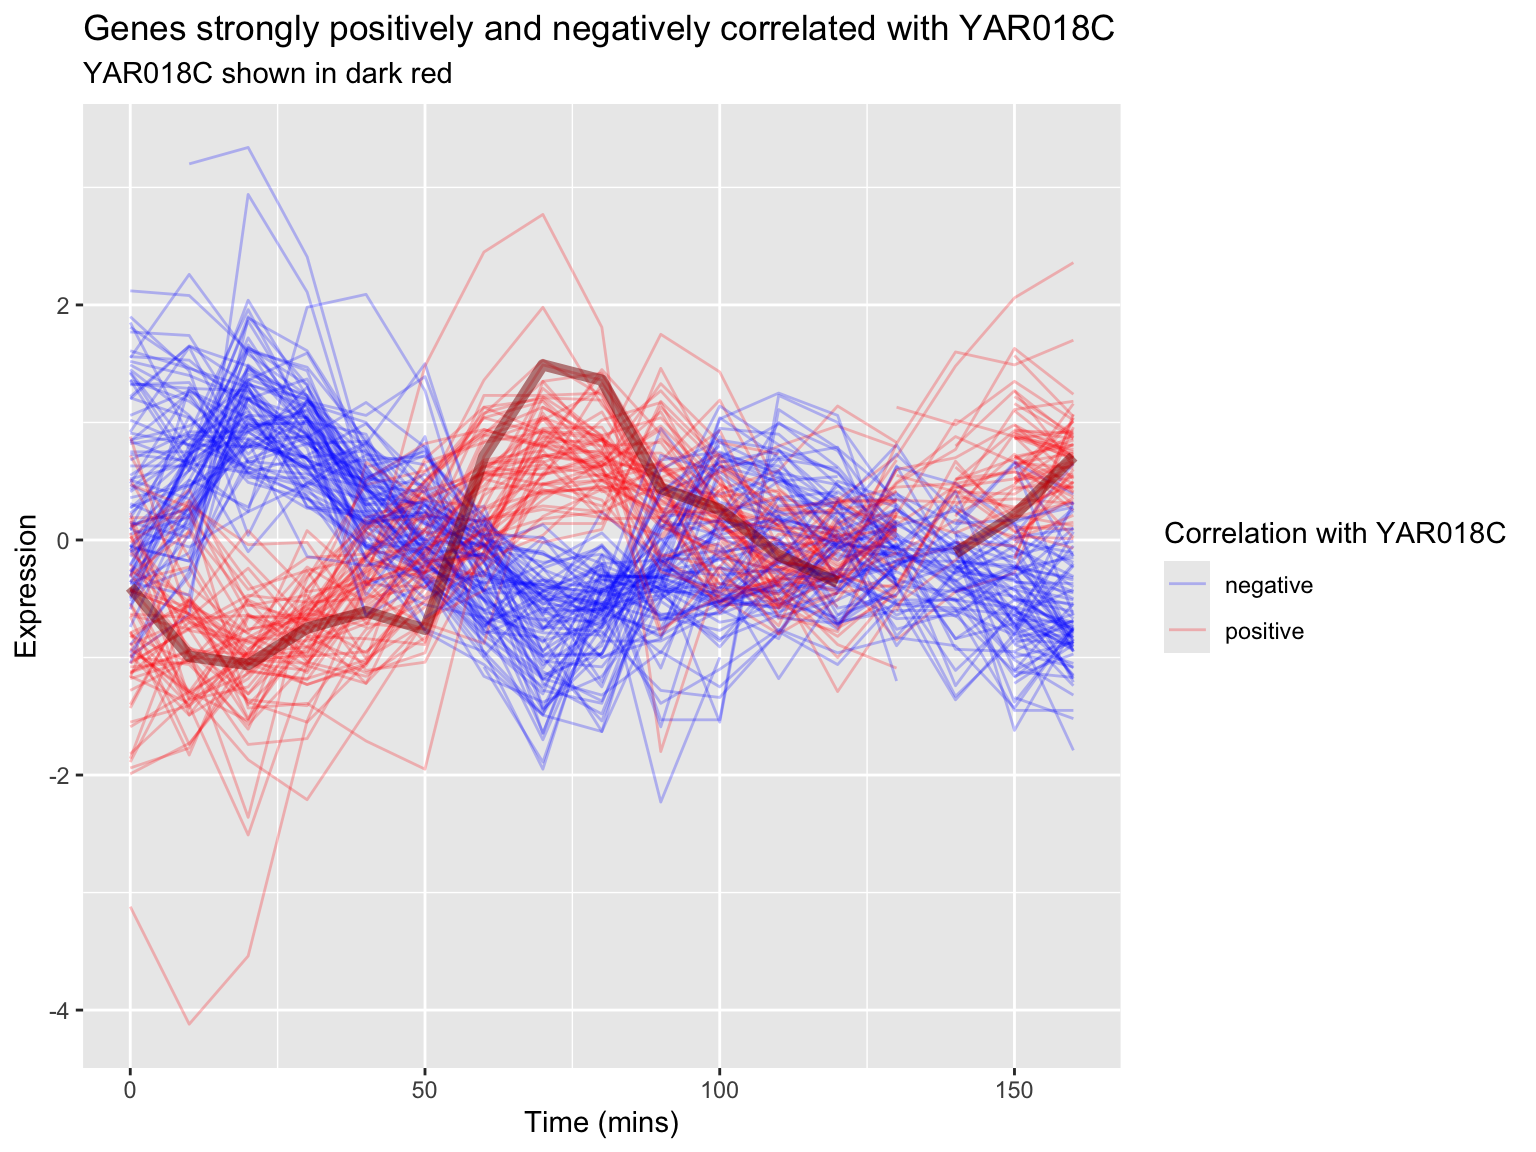 Genes strongly positively and negatively correlated with YAR018C
YAR018C shown in dark red
2
0
-2
-4
Expression
0 50 100 150
Time (mins)
Correlation with YAR018C
negative
positive